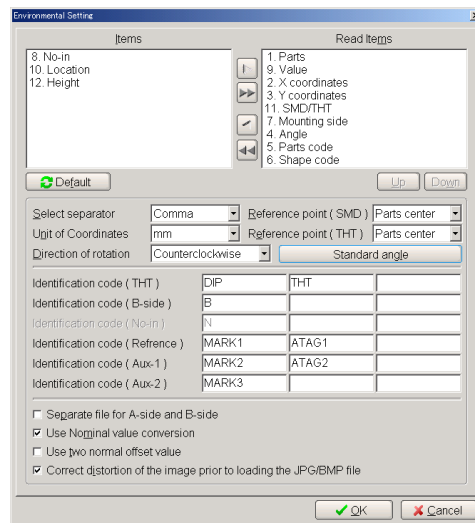 Environmental Setting
Items
Read Items
8. No-in
10. Location
12. Height
1. Parts
9. Value
2. X coordinates
3. Y coordinates
11. SMD/THT
7. Mounting side
4. Angle
5. Parts code
6. Shape code
Default
Up Down
Select separator Comma Reference point ( SMD ) Parts center
Unit of Coordinates mm Reference point ( THT ) Parts center
Direction of rotation Counterclockwise Standard angle
Identification code ( THT ) DIP THT
Identification code ( B-side ) B
Identification code ( No-in ) N
Identification code ( Refrence ) MARK1 ATAG1
Identification code ( Aux-1 ) MARK2 ATAG2
Identification code ( Aux-2 ) MARK3
Separate file for A-side and B-side
Use Nominal value conversion
Use two normal offset value
Correct distortion of the image prior to loading the JPG/BMP file
OK Cancel